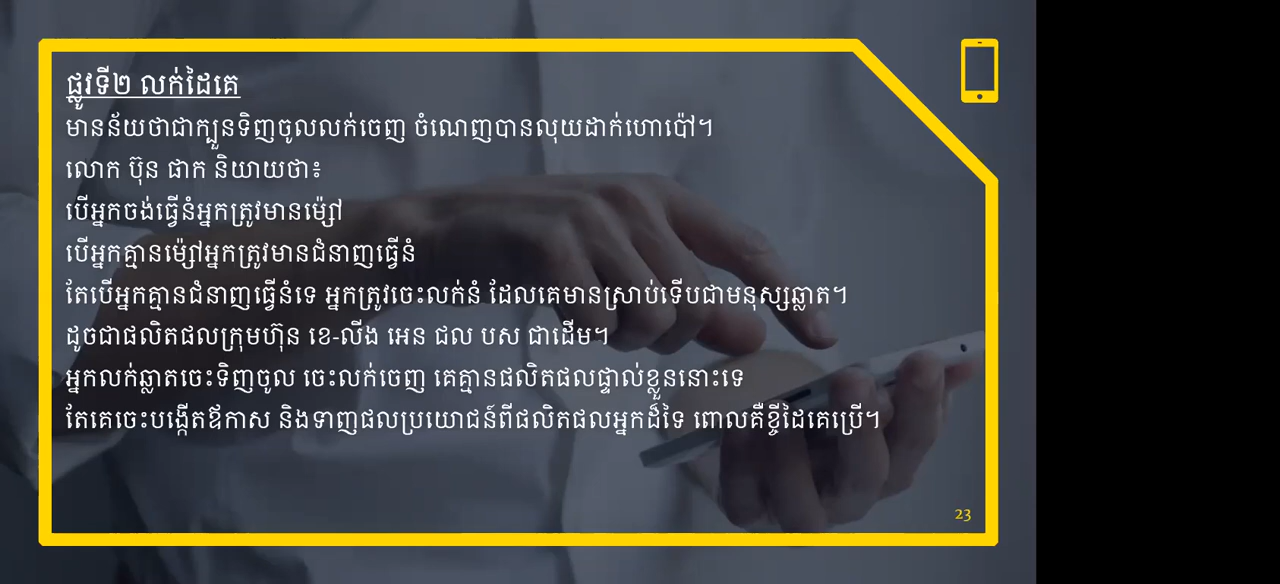 ផ្លូវទី២ លក់ដៃគេ
មានន័យថាជាក្បួនទិញចូលលក់ចេញ ចំណេញបានលុយដាក់ហោប៉ៅ។
លោក ប៊ុន ផាក និយាយថា៖
បើអ្នកចង់ធ្វើនំអ្នកត្រូវមានម៉្សៅ
បើអ្នកគ្មានម៉្សៅអ្នកត្រូវមានជំនាញធ្វើនំ
តែបើអ្នកគ្មានជំនាញធ្វើនំទេ អ្នកត្រូវចេះលក់នំ ដែលគេមានស្រាប់ទើបជាមនុស្សឆ្លាត។
ដូចជាផលិតផលក្រុមហ៊ុន ខេ-លីង អេន ជល បស ជាដើម។
អ្នកលក់ឆ្លាតចេះទិញចូល ចេះលក់ចេញ គេគ្មានផលិតផលផ្ទាល់ខ្លួននោះទេ
តែគេចេះបង្កើតឪកាស និងទាញផលប្រយោជន៍ពីផលិតផលអ្នកដ៏ទៃ ពោលគឺខ្ចីដៃគេប្រើ។
23